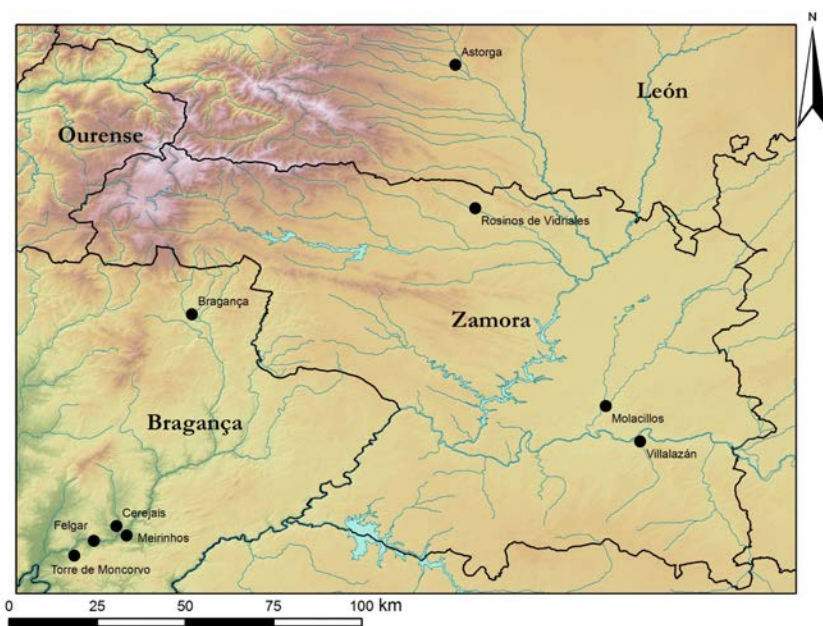 N
Astorga
León
Ourense
Rosinos de Vidriales
Bragança
Zamora
Molacillos
Bragança
Villalazán
Cerejais
Felgar
Meirinhos
Torre de Moncorvo
0 25 50 75 100 km